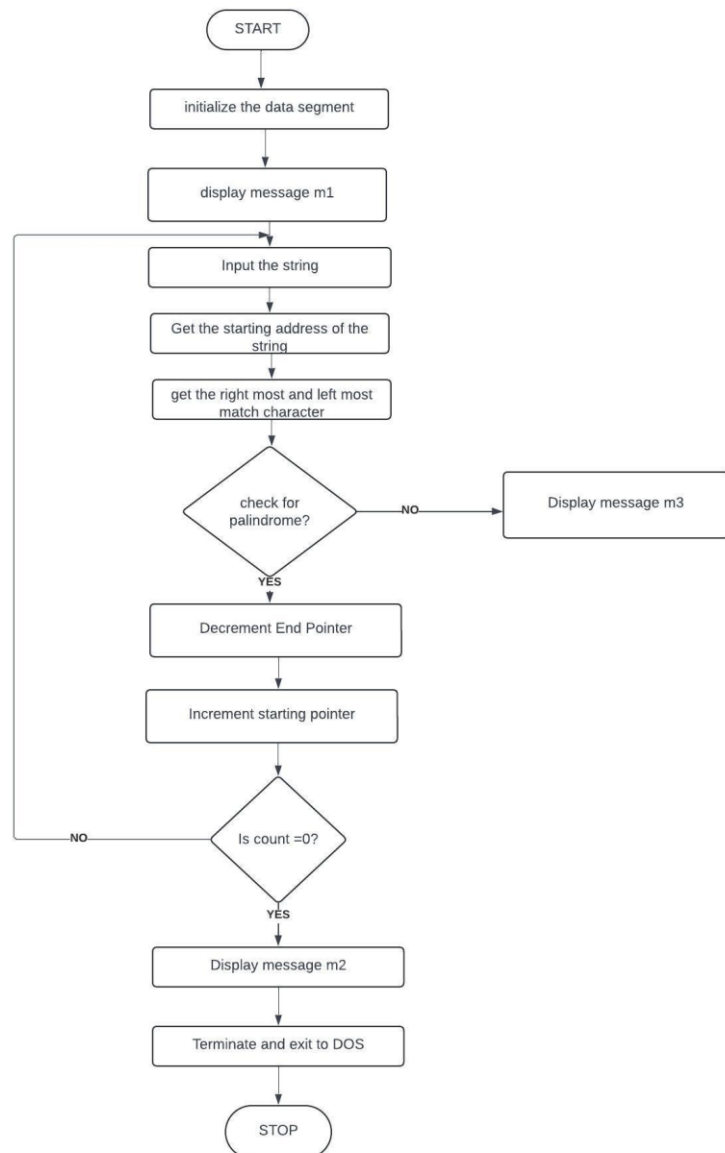 START
initialize the data segment
display message m1
Input the string
Get the starting address of the
string
get the right most and left most
match character
check for
palindrome?
NO
Display message m3
YES
Decrement End Pointer
Increment starting pointer
Is count =0?
NO
YES
Display message m2
Terminate and exit to DOS
STOP